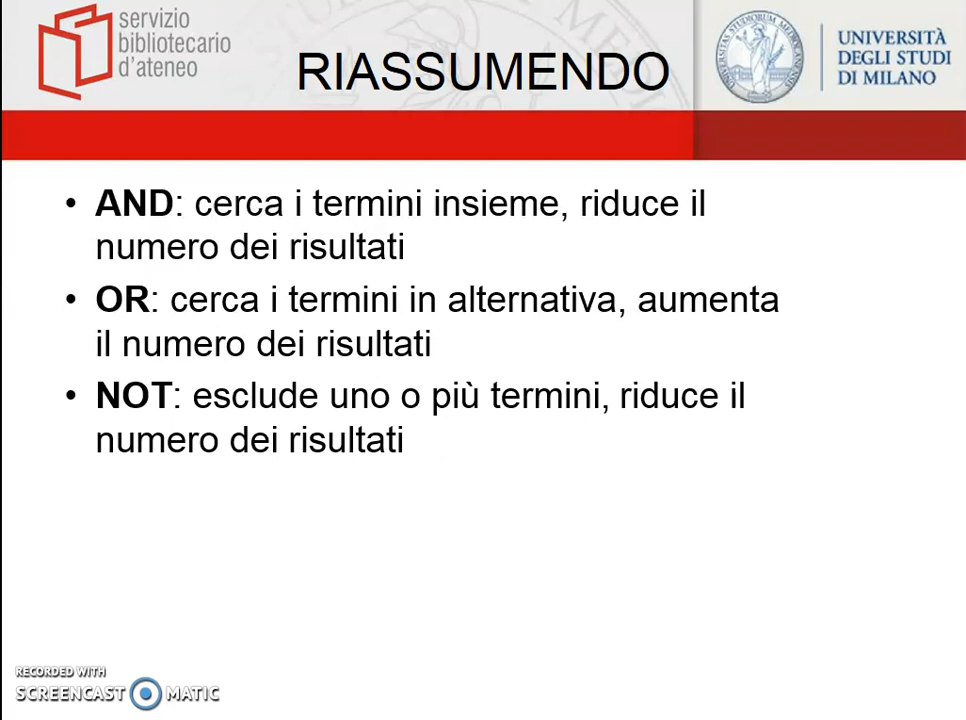 servizio
bibliotecario
d'ateneo
RIASSUMENDO
UNIVERSITÀ
DEGLI STUDI
DI MILANO
• AND: cerca i termini insieme, riduce il
numero dei risultati
• OR: cerca i termini in alternativa, aumenta
il numero dei risultati
• NOT: esclude uno o più termini, riduce il
numero dei risultati
RECORDED WITH
SCREENCAST MATIC